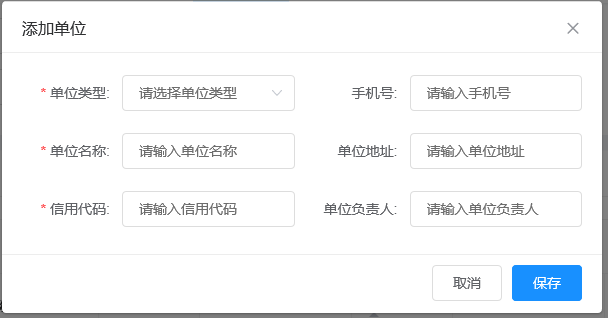 添加单位
* 单位类型: 请选择单位类型 手机号: 请输入手机号
* 单位名称: 请输入单位名称 单位地址: 请输入单位地址
* 信用代码: 请输入信用代码 单位负责人: 请输入单位负责人
取消 保存